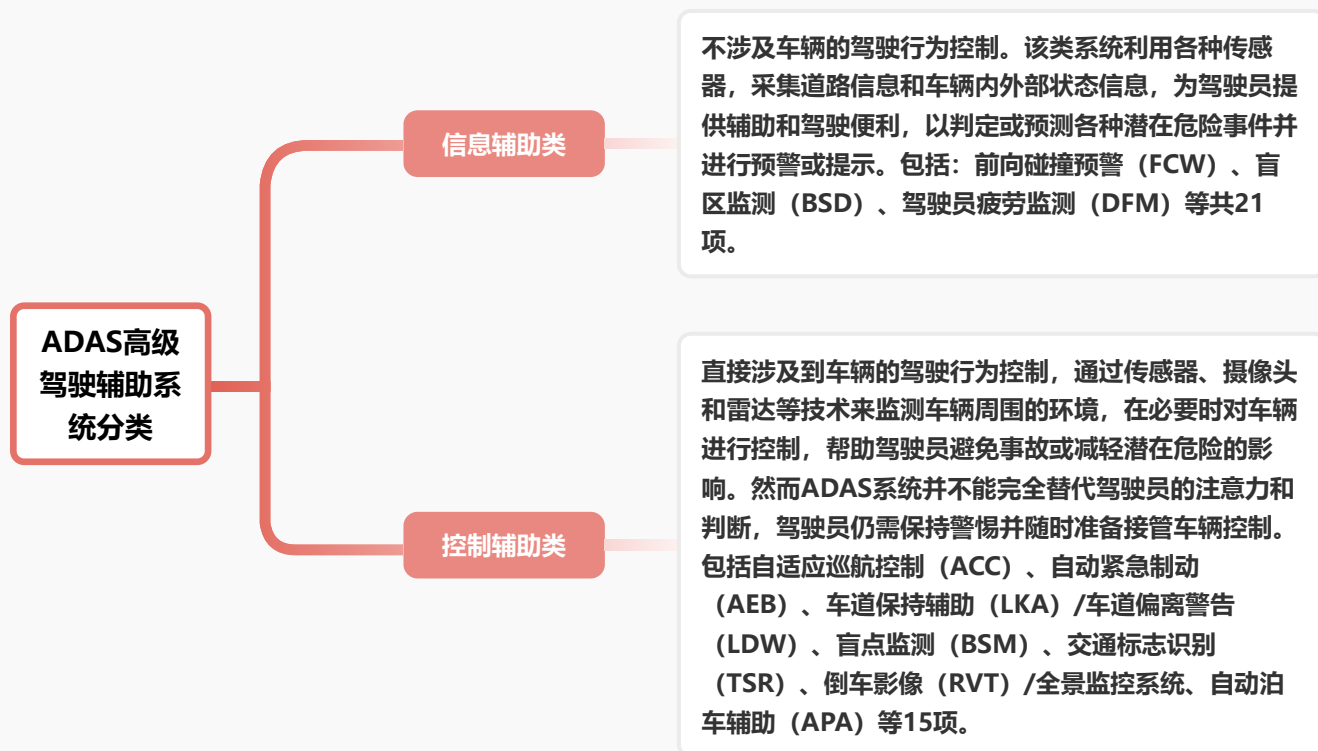 不涉及车辆的驾驶行为控制。该类系统利用各种传感
器，采集道路信息和车辆内外部状态信息，为驾驶员提
供辅助和驾驶便利，以判定或预测各种潜在危险事件并
进行预警或提示。包括：前向碰撞预警（FCW）、盲
区监测（BSD）、驾驶员疲劳监测（DFM）等共21
项。
信息辅助类
ADAS高级
驾驶辅助系
统分类
直接涉及到车辆的驾驶行为控制，通过传感器、摄像头
和雷达等技术来监测车辆周围的环境，在必要时对车辆
进行控制，帮助驾驶员避免事故或减轻潜在危险的影
响。然而ADAS系统并不能完全替代驾驶员的注意力和
判断，驾驶员仍需保持警惕并随时准备接管车辆控制。
包括自适应巡航控制（ACC）、自动紧急制动
（AEB）、车道保持辅助（LKA）/车道偏离警告
（LDW）、盲点监测（BSM）、交通标志识别
（TSR）、倒车影像（RVT）/全景监控系统、自动泊
车辅助（APA）等15项。
控制辅助类